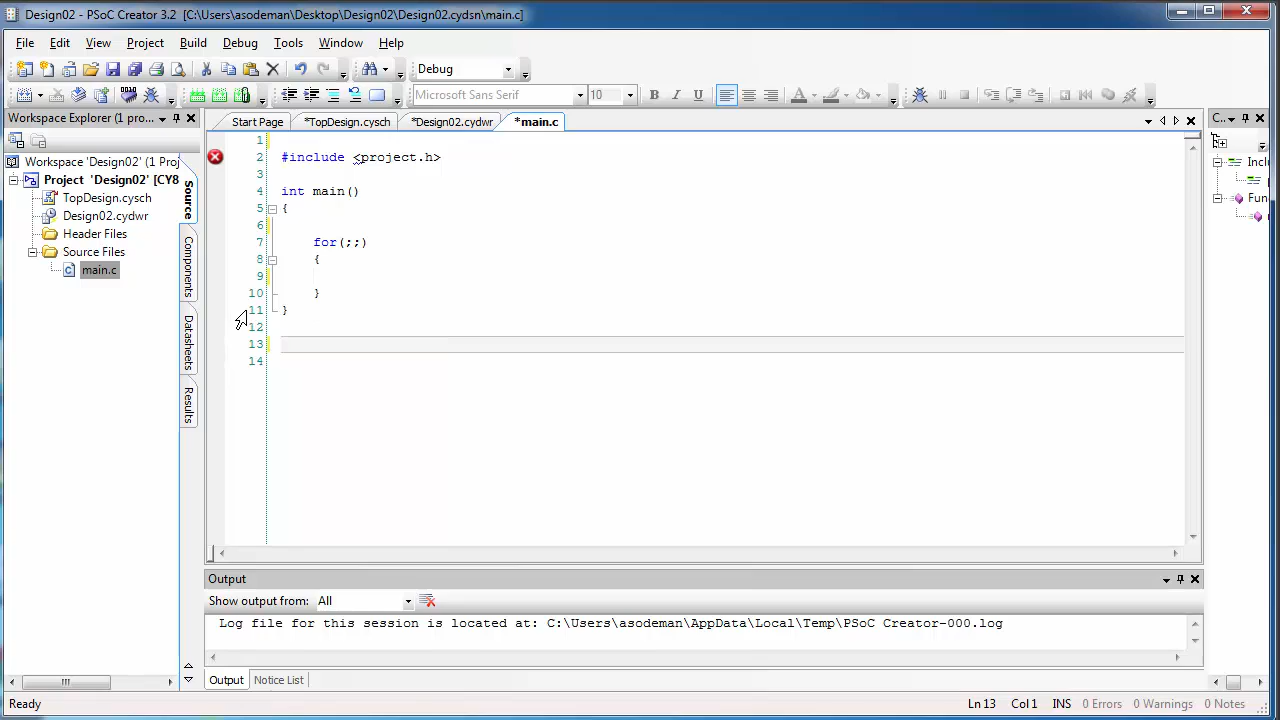 Design02 - PSoC Creator 3.2 [C:\Users\asodeman\Desktop\Design02\Design02.cydsn\main.c]
File Edit View Project Build Debug Tools Window Help
Debug
Microsoft Sans Serif 10 B I U A
Workspace Explorer (1 pro...
Start Page *TopDesign.cysch *Design02.cydwr *main.c
C...
Workspace 'Design02' (1 Proj
Project 'Design02' [CY8
TopDesign.cysch
Design02.cydwr
Header Files
Source Files
main.c
Source
Components
Datasheets
Results
1
2 #include <project.h>
3
4 int main()
5 {
6
7 for(;;)
8 {
9
10 }
11 }
12
13
14
Inclu
Fun
Output
Show output from: All
Log file for this session is located at: C:\Users\asodeman\AppData\Local\Temp\PSoC Creator-000.log
Output Notice List
Ready Ln 13 Col 1 INS 0 Errors 0 Warnings 0 Notes